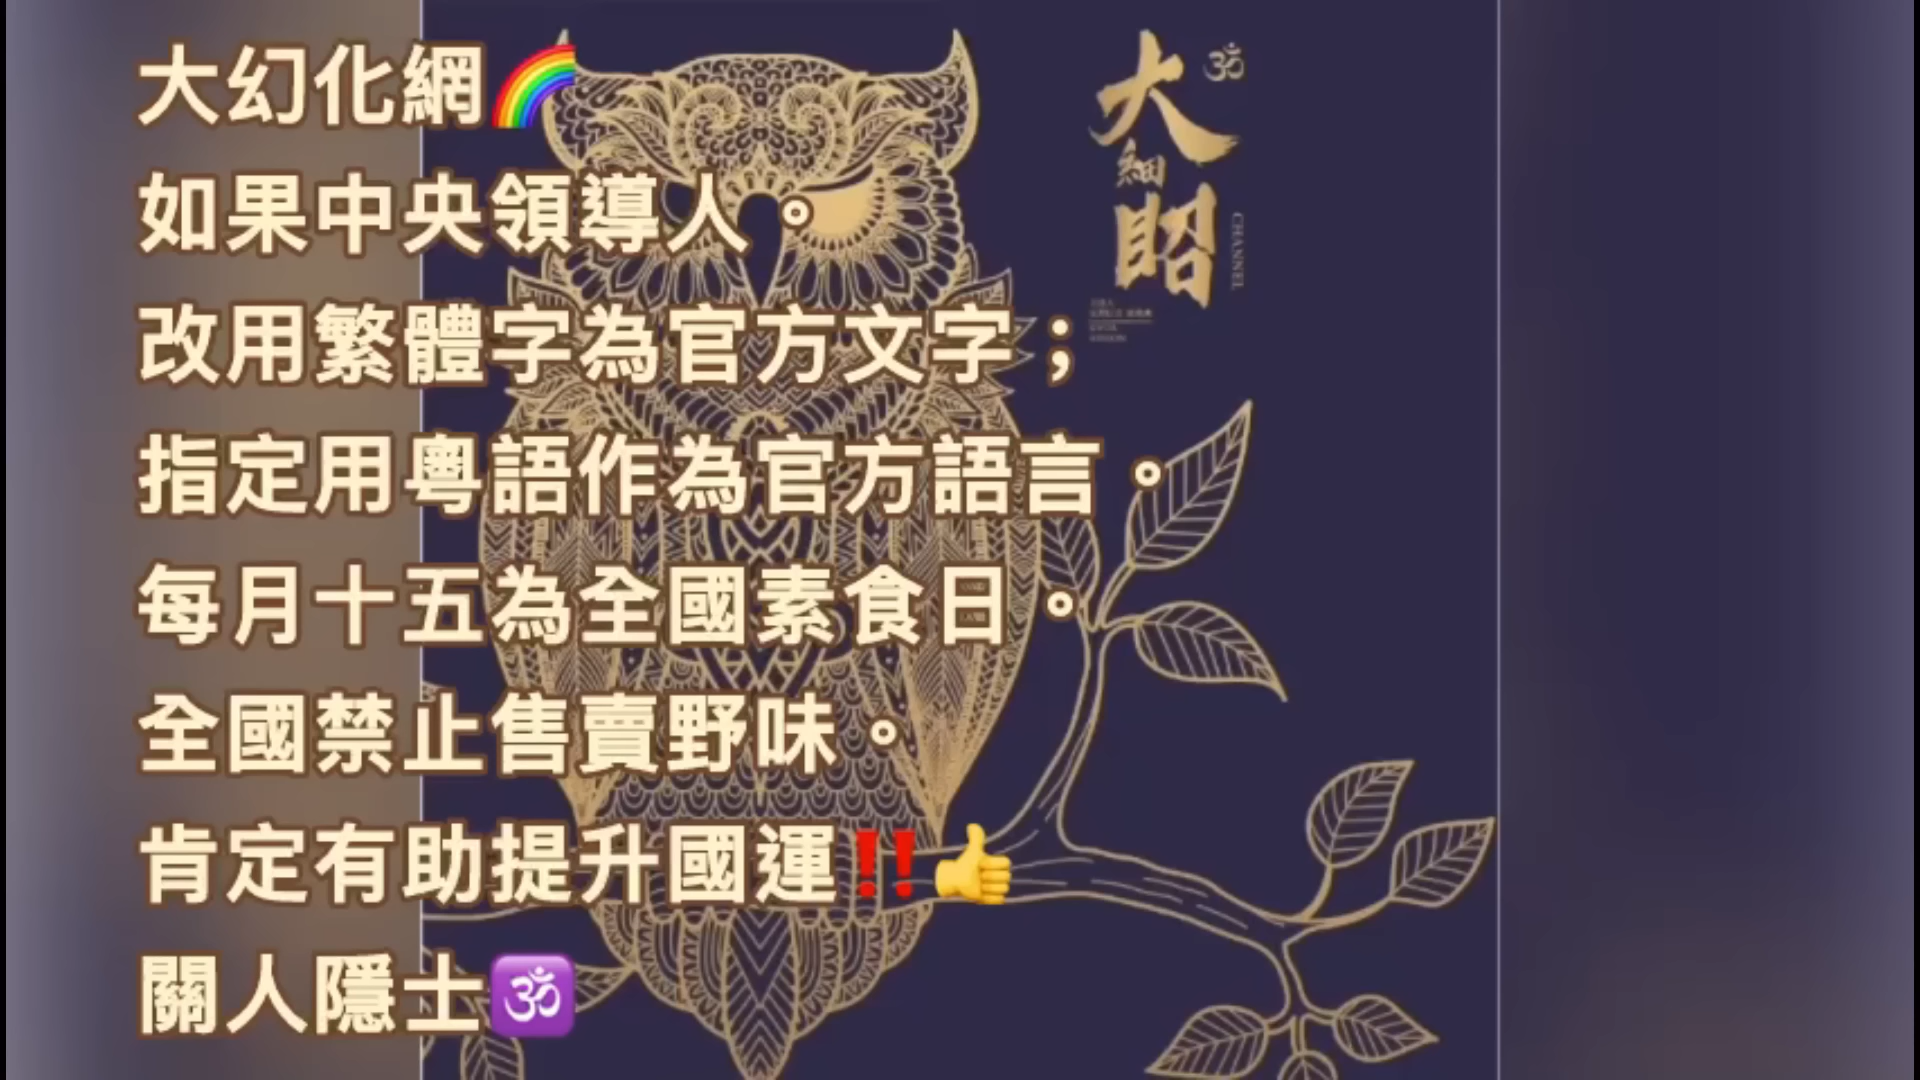 大幻化網🌈
如果中央領導人。
改用繁體字為官方文字；
指定用粵語作為官方語言。
每月十五為全國素食日。
全國禁止售賣野味。
肯定有助提升國運‼️👍
關人隱士🕉️
大
細
昭
ॐ
CHANNEL